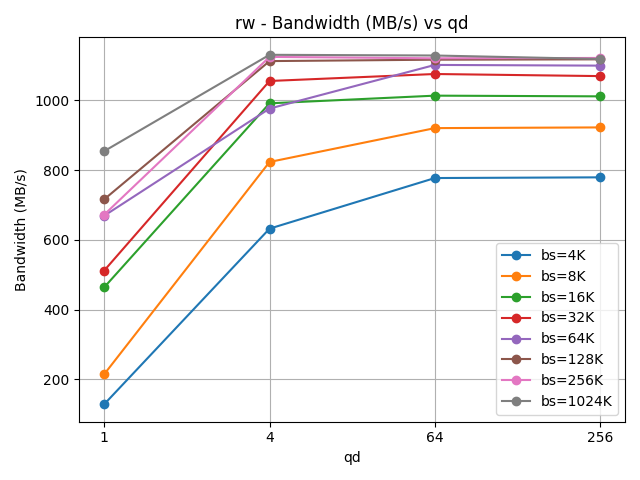 rw - Bandwidth (MB/s) vs qd
Bandwidth (MB/s)
1000
800
600
400
200
1 4 64 256
qd
bs=4K
bs=8K
bs=16K
bs=32K
bs=64K
bs=128K
bs=256K
bs=1024K